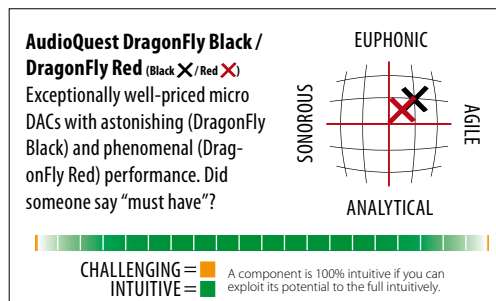 AudioQuest DragonFly Black /
DragonFly Red (Black X / Red X)
Exceptionally well-priced micro
DACs with astonishing (DragonFly
Black) and phenomenal (Drag-
onFly Red) performance. Did
someone say “must have”?
EUPHONIC
SONOROUS
AGILE
ANALYTICAL
CHALLENGING =
INTUITIVE =
A component is 100% intuitive if you can
exploit its potential to the full intuitively.